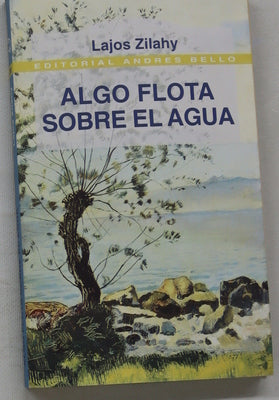 Lajos Zilahy
EDITORIAL ANDRES BELLO
ALGO FLOTA
SOBRE EL AGUA